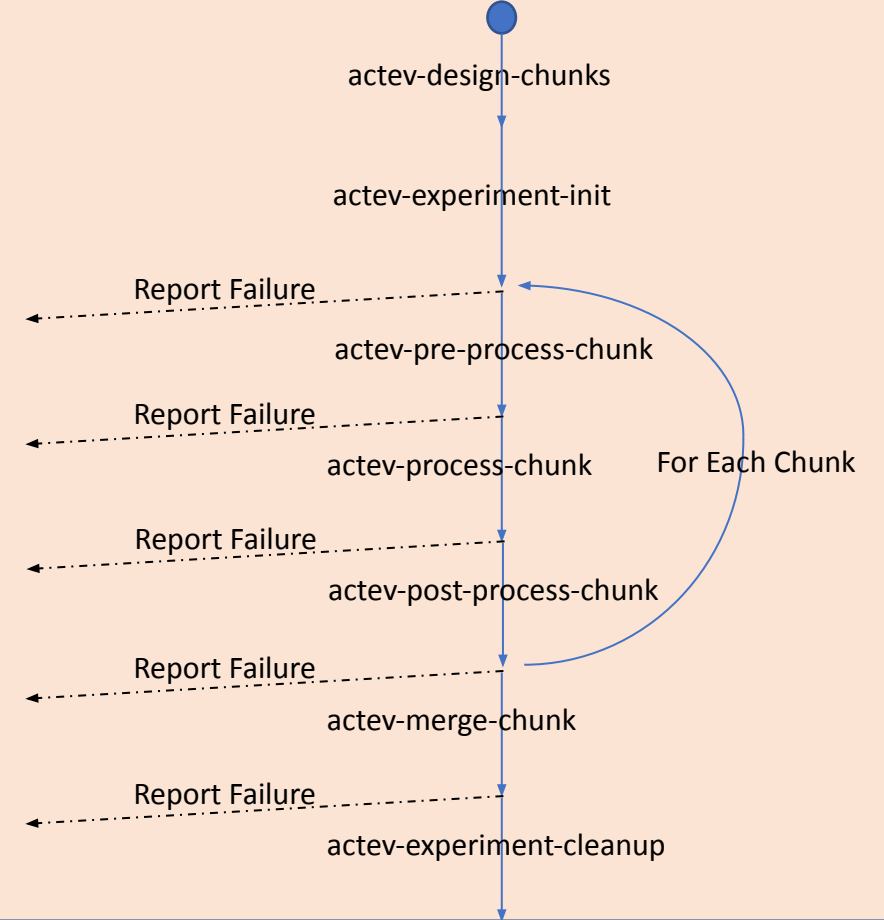 actev-design-chunks
actev-experiment-init
Report Failure
actev-pre-process-chunk
Report Failure
actev-process-chunk
For Each Chunk
Report Failure
actev-post-process-chunk
Report Failure
actev-merge-chunk
Report Failure
actev-experiment-cleanup